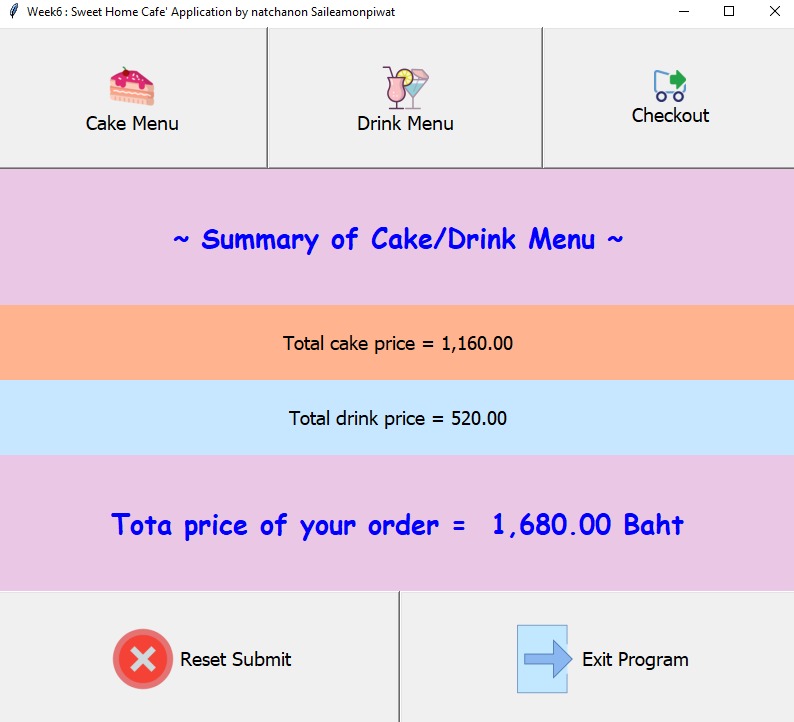 Week6 : Sweet Home Cafe' Application by natchanon Saileamonpiwat
Cake Menu
Drink Menu
Checkout
~ Summary of Cake/Drink Menu ~
Total cake price = 1,160.00
Total drink price = 520.00
Tota price of your order = 1,680.00 Baht
Reset Submit
Exit Program